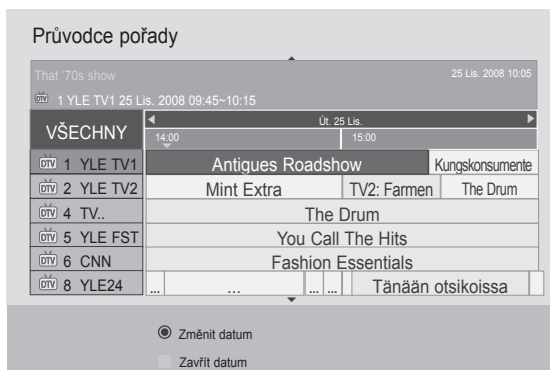 Průvodce pořady
That '70s show 25 Lis. 2008 10:05
DTV 1 YLE TV1 25 Lis. 2008 09:45~10:15
VŠECHNY
Út. 25 Lis.
14:00 15:00
DTV 1 YLE TV1 Antigues Roadshow Kungskonsumente
DTV 2 YLE TV2 Mint Extra TV2: Farmen The Drum
DTV 4 TV.. The Drum
DTV 5 YLE FST You Call The Hits
DTV 6 CNN Fashion Essentials
DTV 8 YLE24 ... ... ... ... Tänään otsikoissa
Změnit datum
Zavřít datum